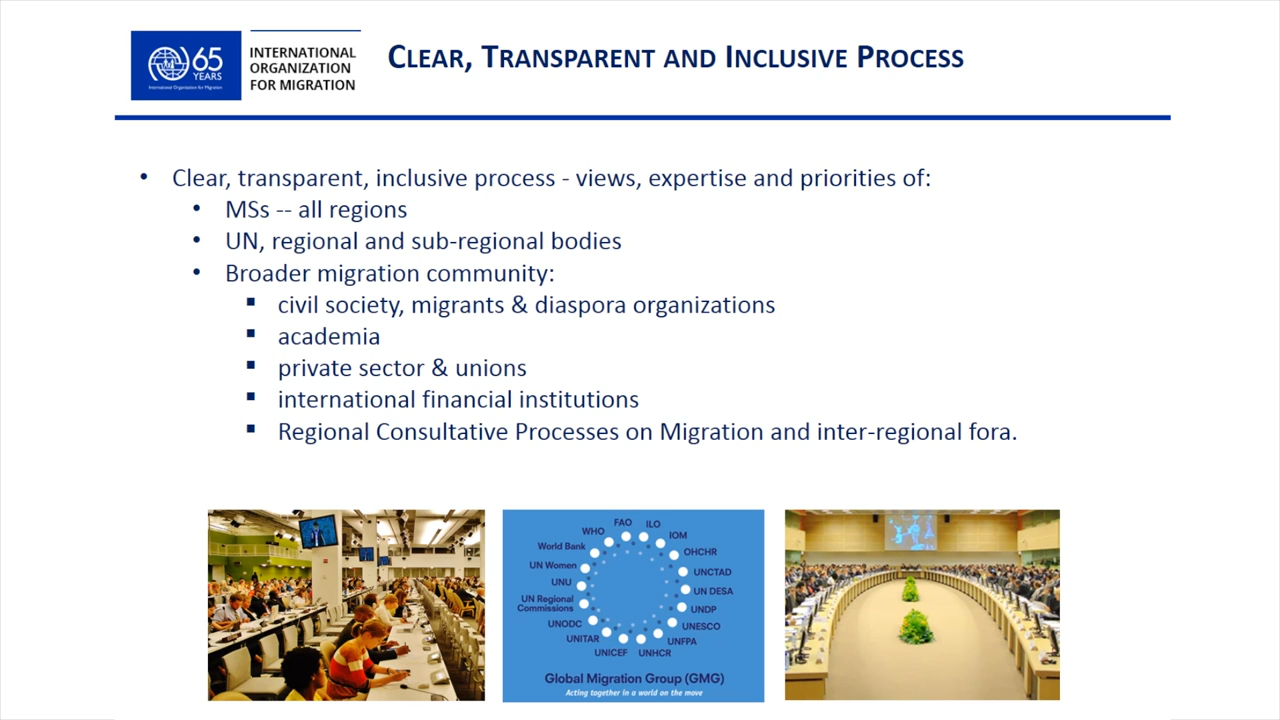 65
YEARS
International Organization for Migration
INTERNATIONAL
ORGANIZATION
FOR MIGRATION
CLEAR, TRANSPARENT AND INCLUSIVE PROCESS
• Clear, transparent, inclusive process - views, expertise and priorities of:
• MSs -- all regions
• UN, regional and sub-regional bodies
• Broader migration community:
▪ civil society, migrants & diaspora organizations
▪ academia
▪ private sector & unions
▪ international financial institutions
▪ Regional Consultative Processes on Migration and inter-regional fora.
FAO
ILO
WHO
IOM
World Bank
OHCHR
UN Women
UNCTAD
UNU
UN DESA
UN Regional
Commissions
UNDP
UNODC
UNESCO
UNITAR
UNFPA
UNICEF
UNHCR
Global Migration Group (GMG)
Acting together in a world on the move